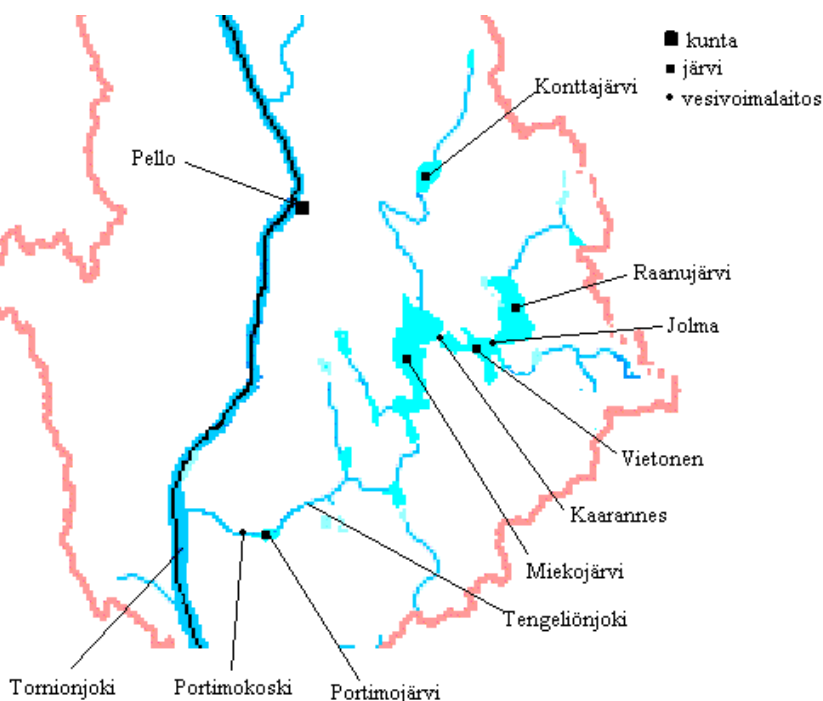 kunta
järvi
vesivoimalaitos
Konttajärvi
Pello
Raanujärvi
Jolma
Vietonen
Kaarannes
Miekojärvi
Tengeliönjoki
Tornionjoki
Portimokoski
Portimojärvi